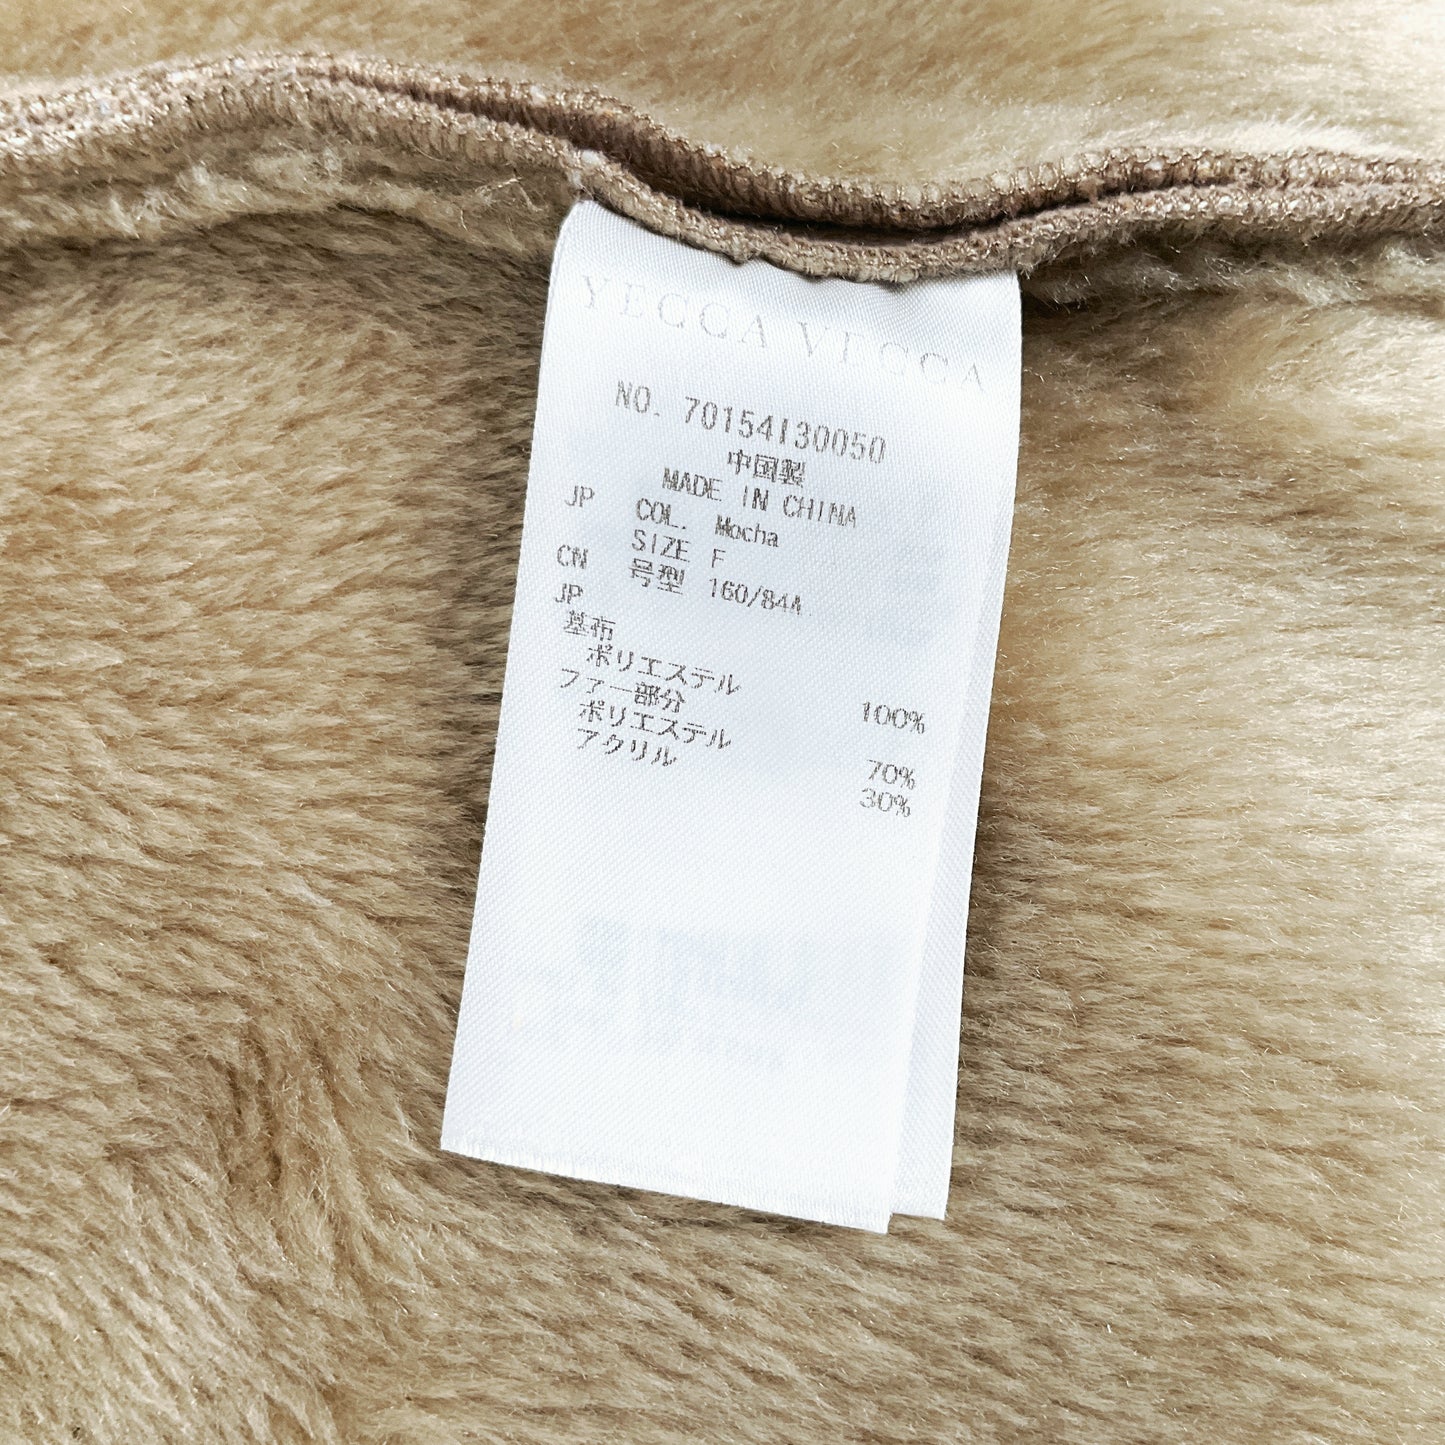 YECCA VECCA
NO. 70154130050
中国製
MADE IN CHINA
JP COL. Mocha
SIZE F
CN 号型 160/84A
JP
基布
ポリエステル 100%
ファー部分
ポリエステル 70%
アクリル 30%